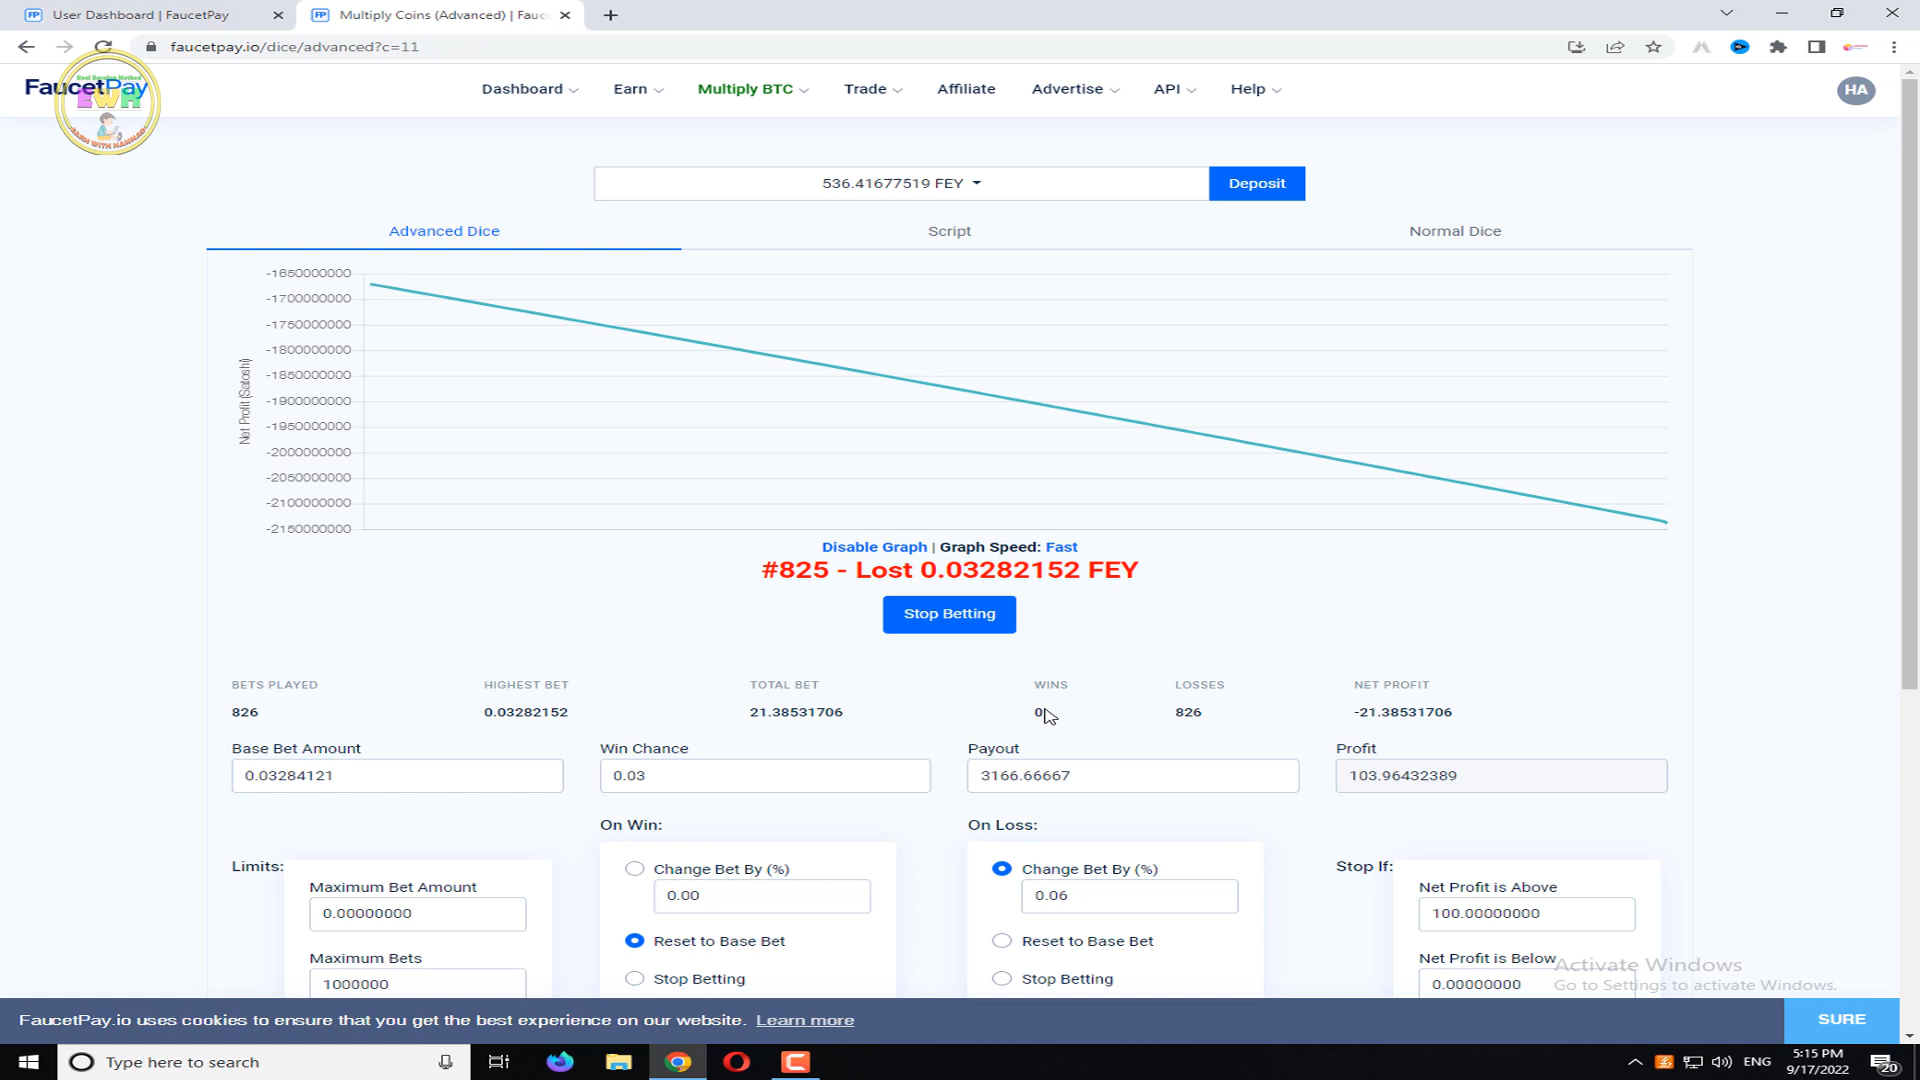 User Dashboard | FaucetPay
Multiply Coins (Advanced) | Fauc
faucetpay.io/dice/advanced?c=11
FaucetPay
EWH
Dashboard
Earn
Multiply BTC
Trade
Affiliate
Advertise
API
Help
HA
536.41677519 FEY
Deposit
Advanced Dice
Script
Normal Dice
Net Profit (Satoshi)
-1650000000
-1700000000
-1750000000
-1800000000
-1850000000
-1900000000
-1950000000
-2000000000
-2050000000
-2100000000
-2150000000
Disable Graph | Graph Speed: Fast
#825 - Lost 0.03282152 FEY
Stop Betting
BETS PLAYED
HIGHEST BET
TOTAL BET
WINS
LOSSES
NET PROFIT
826
0.03282152
21.38531706
0
826
-21.38531706
Base Bet Amount
Win Chance
Payout
Profit
0.03284121
0.03
3166.66667
103.96432389
On Win:
On Loss:
Limits:
Stop If:
Maximum Bet Amount
0.00000000
Maximum Bets
1000000
Change Bet By (%)
0.00
Reset to Base Bet
Stop Betting
Change Bet By (%)
0.06
Reset to Base Bet
Stop Betting
Net Profit is Above
100.00000000
Net Profit is Below
0.00000000
Activate Windows
Go to Settings to activate Windows.
FaucetPay.io uses cookies to ensure that you get the best experience on our website. Learn more
SURE
Type here to search
ENG
5:15 PM
9/17/2022
20